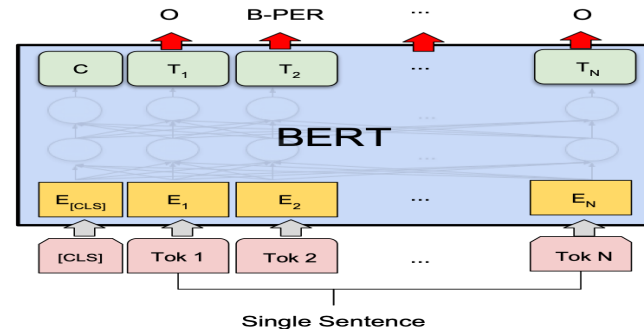 O B-PER ... O
C T1 T2 ... TN
BERT
E[CLS] E1 E2 ... EN
[CLS] Tok 1 Tok 2 ... Tok N
Single Sentence